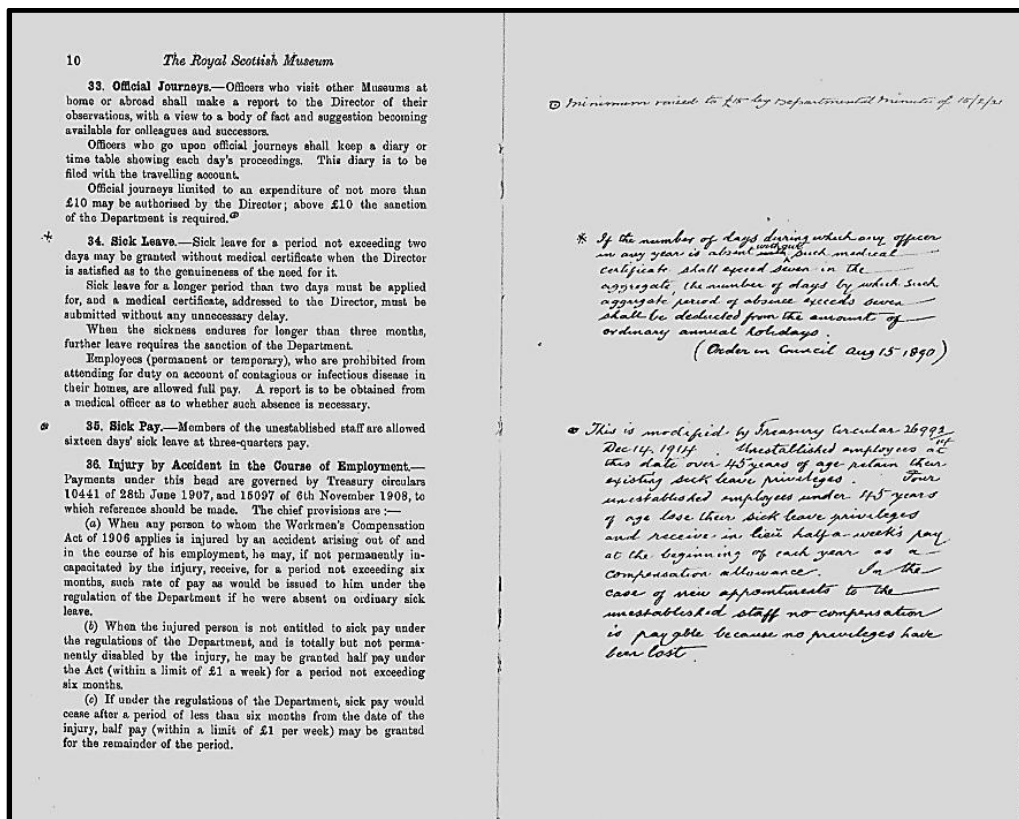 10 The Royal Scottish Museum
33. Official Journeys.—Officers who visit other Museums at
home or abroad shall make a report to the Director of their
observations, with a view to a body of fact and suggestion becoming
available for colleagues and successors.
Officers who go upon official journeys shall keep a diary or
time table showing each day's proceedings. This diary is to be
filed with the travelling account.
Official journeys limited to an expenditure of not more than
£10 may be authorised by the Director; above £10 the sanction
of the Department is required.
* 34. Sick Leave.—Sick leave for a period not exceeding two
days may be granted without medical certificate when the Director
is satisfied as to the genuineness of the need for it.
Sick leave for a longer period than two days must be applied
for, and a medical certificate, addressed to the Director, must be
submitted without any unnecessary delay.
When the sickness endures for longer than three months,
further leave requires the sanction of the Department.
Employees (permanent or temporary), who are prohibited from
attending for duty on account of contagious or infectious disease in
their homes, are allowed full pay. A report is to be obtained from
a medical officer as to whether such absence is necessary.
35. Sick Pay.—Members of the unestablished staff are allowed
sixteen days' sick leave at three-quarters pay.
36. Injury by Accident in the Course of Employment.—
Payments under this head are governed by Treasury circulars
10441 of 28th June 1907, and 15097 of 6th November 1908, to
which reference should be made. The chief provisions are :—
(a) When any person to whom the Workmen's Compensation
Act of 1906 applies is injured by an accident arising out of and
in the course of his employment, he may, if not permanently in-
capacitated by the injury, receive, for a period not exceeding six
months, such rate of pay as would be issued to him under the
regulation of the Department if he were absent on ordinary sick
leave.
(b) When the injured person is not entitled to sick pay under
the regulations of the Department, and is totally but not perma-
nently disabled by the injury, he may be granted half pay under
the Act (within a limit of £1 a week) for a period not exceeding
six months.
(c) If under the regulations of the Department, sick pay would
cease after a period of less than six months from the date of the
injury, half pay (within a limit of £1 per week) may be granted
for the remainder of the period.
Minimum raised to £15 by Departmental Minute of 15/2/21
* If the number of days during which any officer
in any year is absent without such medical
certificate shall exceed seven in the
aggregate, the number of days by which such
aggregate period of absence exceeds seven
shall be deducted from the amount of
ordinary annual holidays.
(Order in Council Aug 15 1890)
This is modified by Treasury Circular 26993/14
Dec 14. 1914. Unestablished employees at
this date over 45 years of age retain their
existing sick leave privileges. Four
unestablished employees under 45 years
of age lose their sick leave privileges
and receive in lieu half a week's pay
at the beginning of each year as a
compensation allowance. In the
case of new appointments to the
unestablished staff no compensation
is payable because no privileges have
been lost.